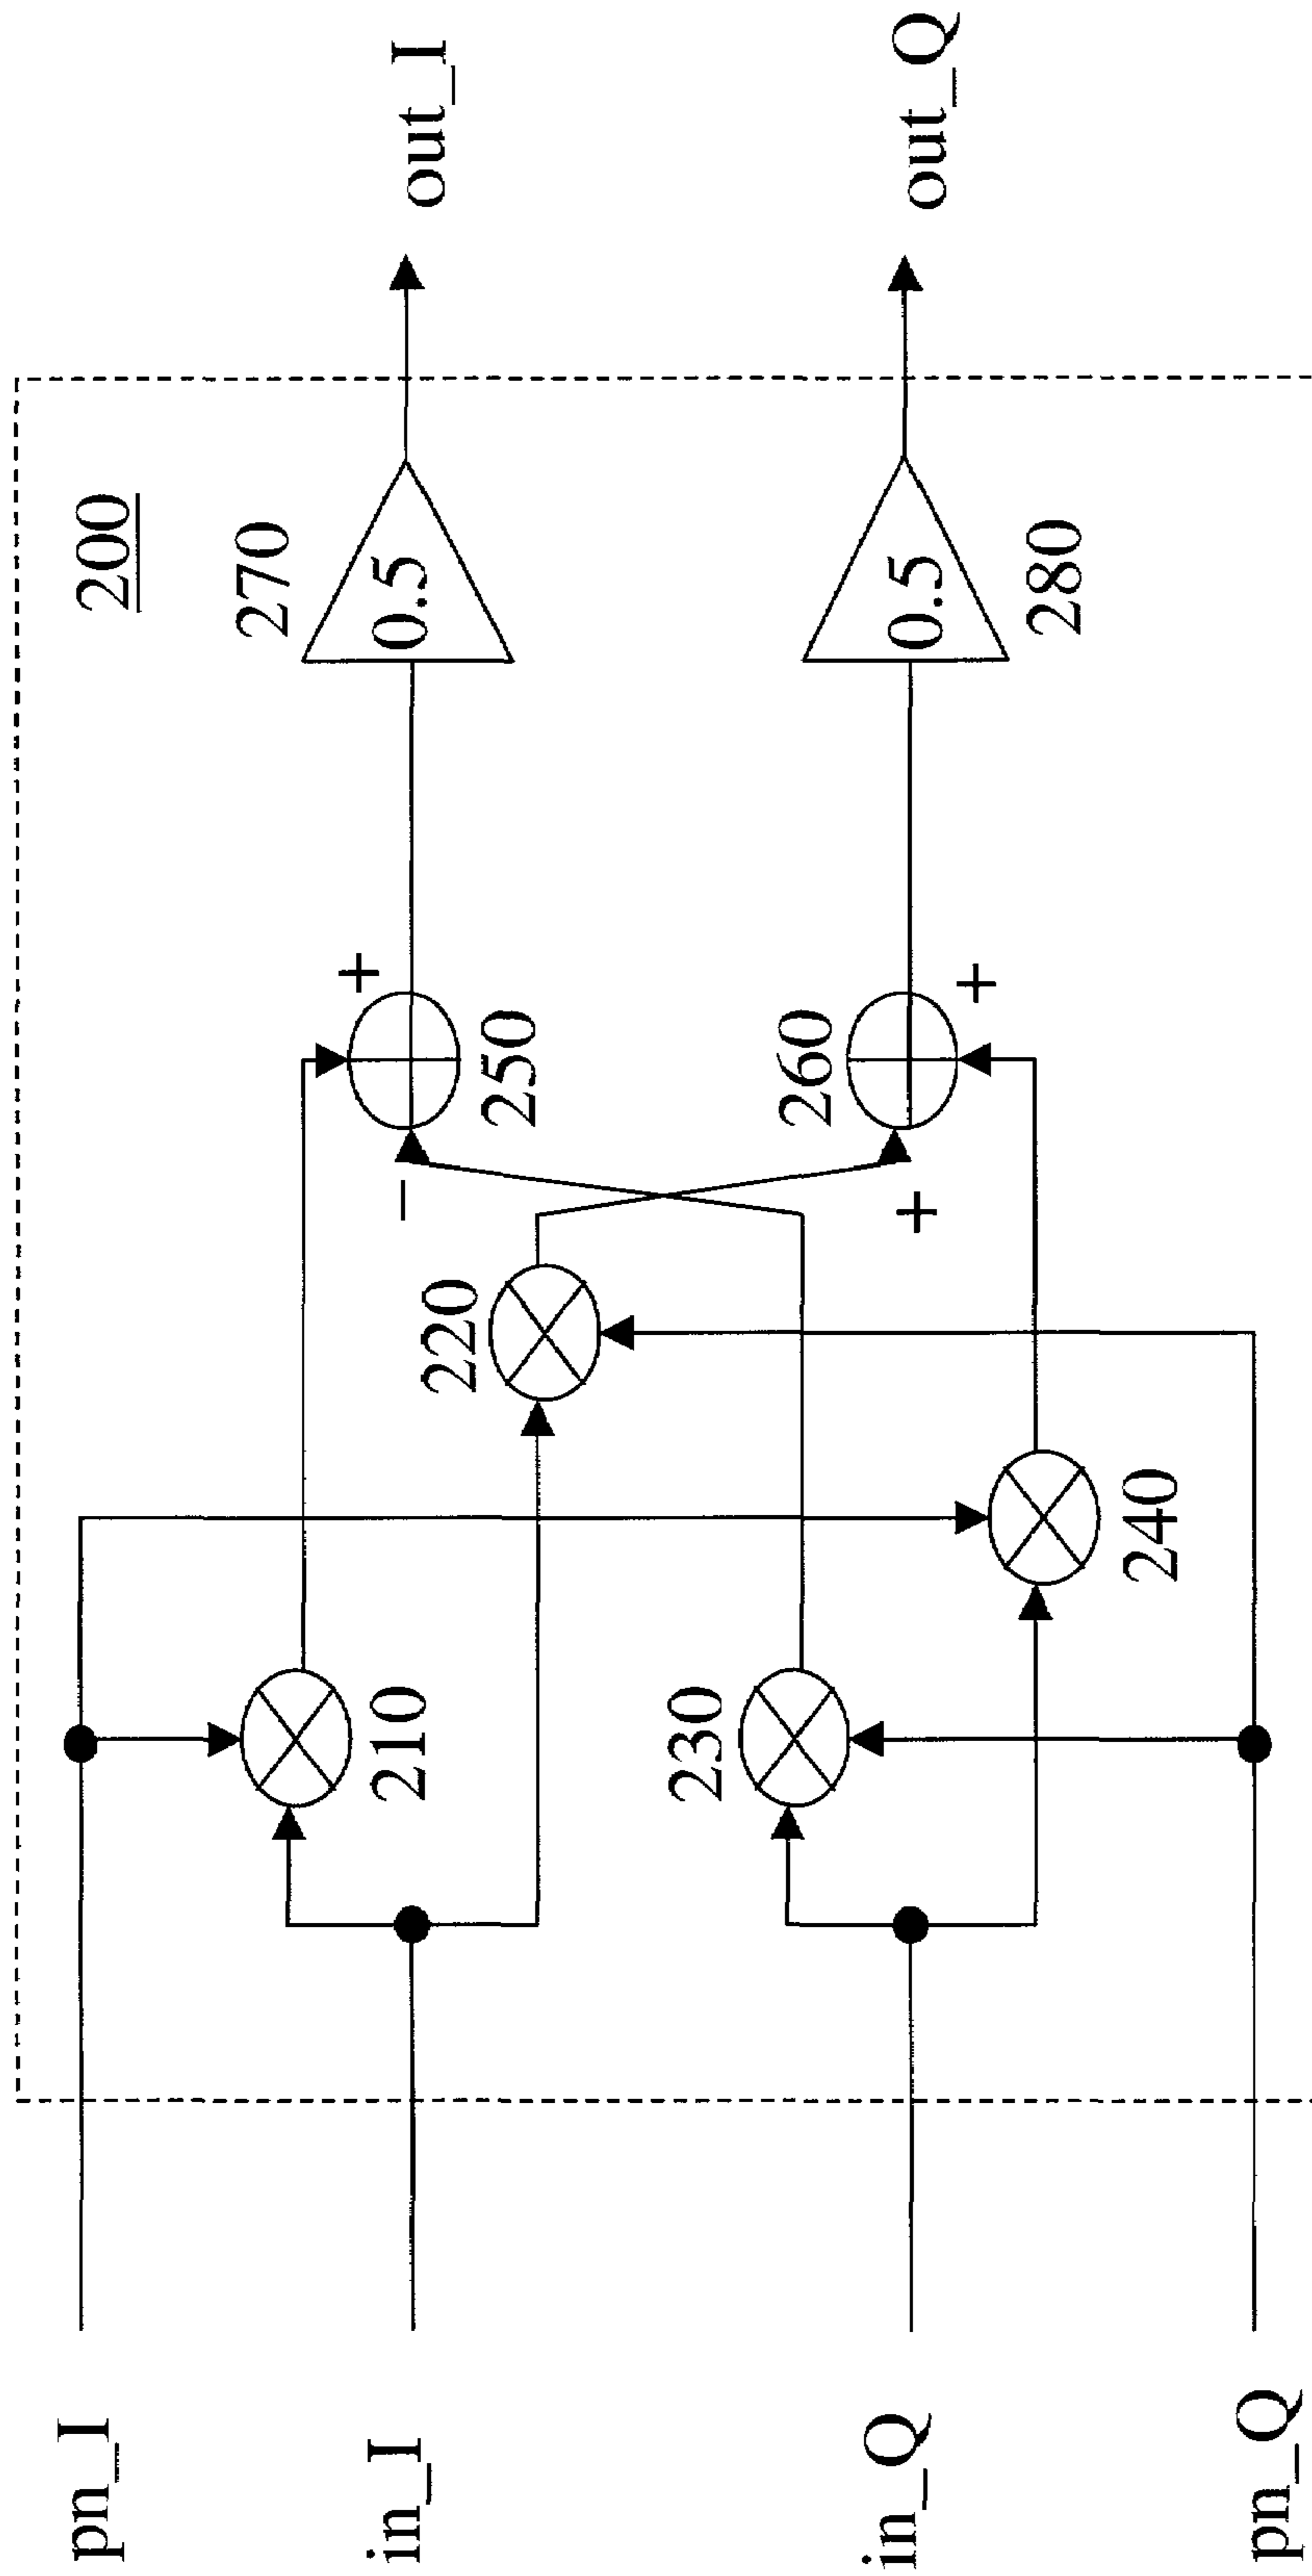 200
pn_I
in_I
in_Q
pn_Q
210
220
230
240
+
−
250
+
+
260
270
0.5
0.5
280
out_I
out_Q